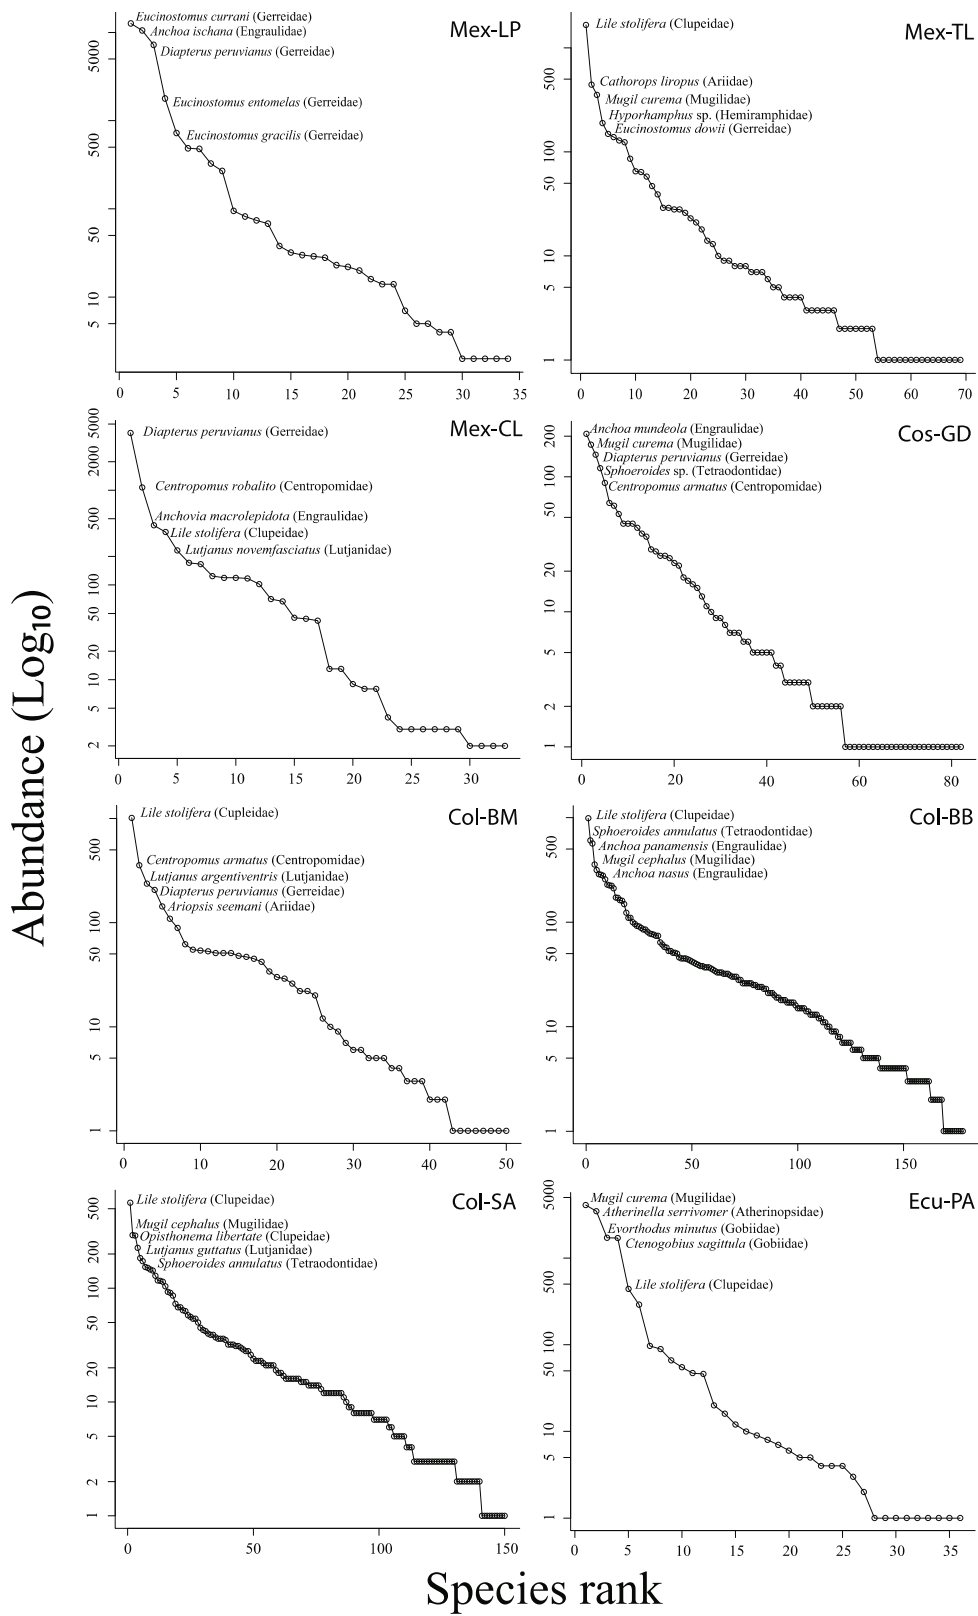 Abundance (Log₁₀)
Species rank
Mex-LP
Eucinostomus currani (Gerreidae)
Anchoa ischana (Engraulidae)
Diapterus peruvianus (Gerreidae)
Eucinostomus entomelas (Gerreidae)
Eucinostomus gracilis (Gerreidae)
5000
500
50
10
5
0 5 10 15 20 25 30 35
Mex-TL
Lile stolifera (Clupeidae)
Cathorops liropus (Ariidae)
Mugil curema (Mugilidae)
Hyporhamphus sp. (Hemiramphidae)
Eucinostomus dowii (Gerreidae)
500
100
50
10
5
1
0 10 20 30 40 50 60 70
Mex-CL
Diapterus peruvianus (Gerreidae)
Centropomus robalito (Centropomidae)
Anchovia macrolepidota (Engraulidae)
Lile stolifera (Clupeidae)
Lutjanus novemfasciatus (Lutjanidae)
5000
2000
500
100
50
20
10
5
2
0 5 10 15 20 25 30
Cos-GD
Anchoa mundeola (Engraulidae)
Mugil curema (Mugilidae)
Diapterus peruvianus (Gerreidae)
Sphoeroides sp. (Tetraodontidae)
Centropomus armatus (Centropomidae)
200
100
50
20
10
5
2
1
0 20 40 60 80
Col-BM
Lile stolifera (Cupleidae)
Centropomus armatus (Centropomidae)
Lutjanus argentiventris (Lutjanidae)
Diapterus peruvianus (Gerreidae)
Ariopsis seemani (Ariidae)
500
100
50
10
5
1
0 10 20 30 40 50
Col-BB
Lile stolifera (Clupeidae)
Sphoeroides annulatus (Tetraodontidae)
Anchoa panamensis (Engraulidae)
Mugil cephalus (Mugilidae)
Anchoa nasus (Engraulidae)
500
100
50
10
5
1
0 50 100 150
Col-SA
Lile stolifera (Clupeidae)
Mugil cephalus (Mugilidae)
Opisthonema libertate (Clupeidae)
Lutjanus guttatus (Lutjanidae)
Sphoeroides annulatus (Tetraodontidae)
500
200
100
50
20
10
5
2
1
0 50 100 150
Ecu-PA
Mugil curema (Mugilidae)
Atherinella serrivomer (Atherinopsidae)
Evorthodus minutus (Gobiidae)
Ctenogobius sagittula (Gobiidae)
Lile stolifera (Clupeidae)
5000
500
100
50
10
5
1
0 5 10 15 20 25 30 35